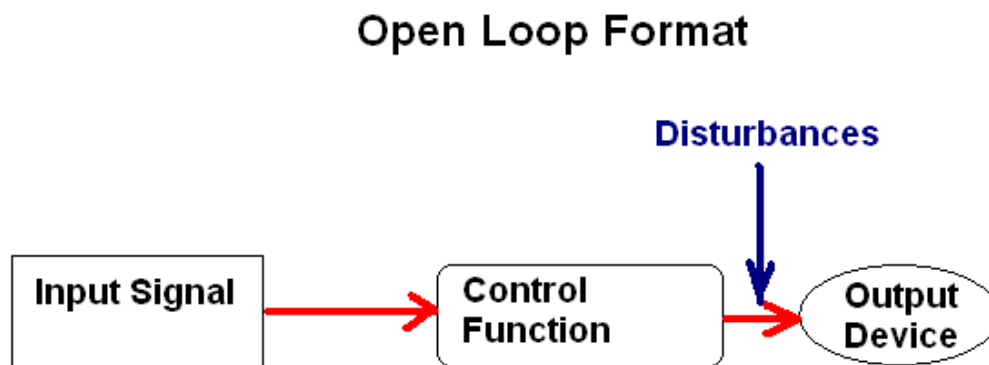 Open Loop Format
Disturbances
Input Signal
Control
Function
Output
Device